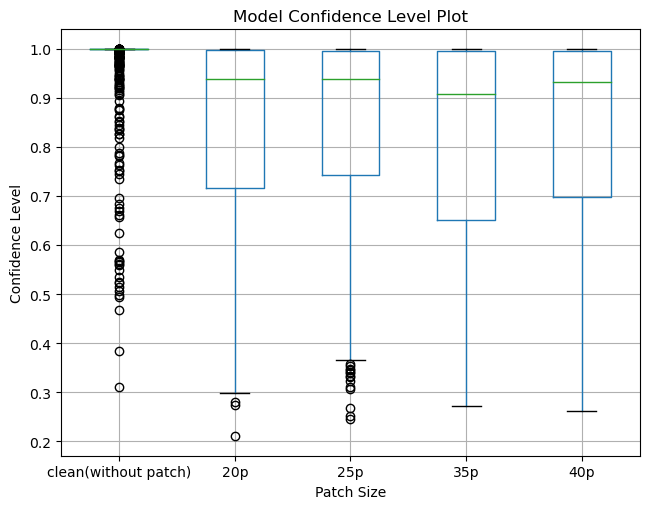 Model Confidence Level Plot
Confidence Level
1.0
0.9
0.8
0.7
0.6
0.5
0.4
0.3
0.2
clean(without patch) 20p 25p 35p 40p
Patch Size